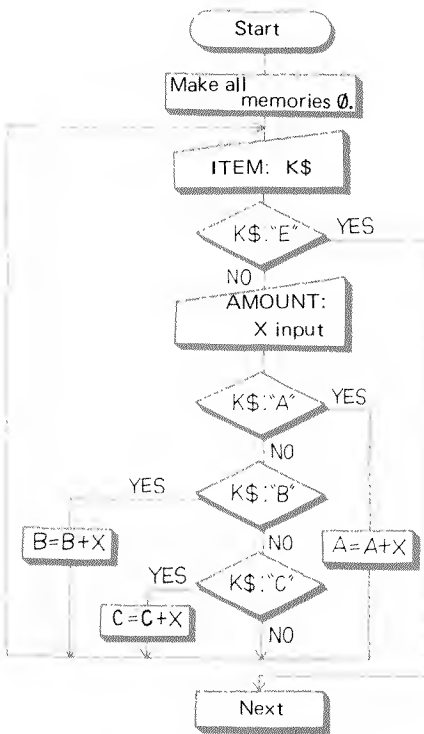 Start
Make all
memories Ø.
ITEM: K$
K$:"E"
YES
NO
AMOUNT:
X input
K$:"A"
YES
NO
YES
K$:"B"
B=B+X
NO
A=A+X
YES
K$:"C"
C=C+X
NO
Next